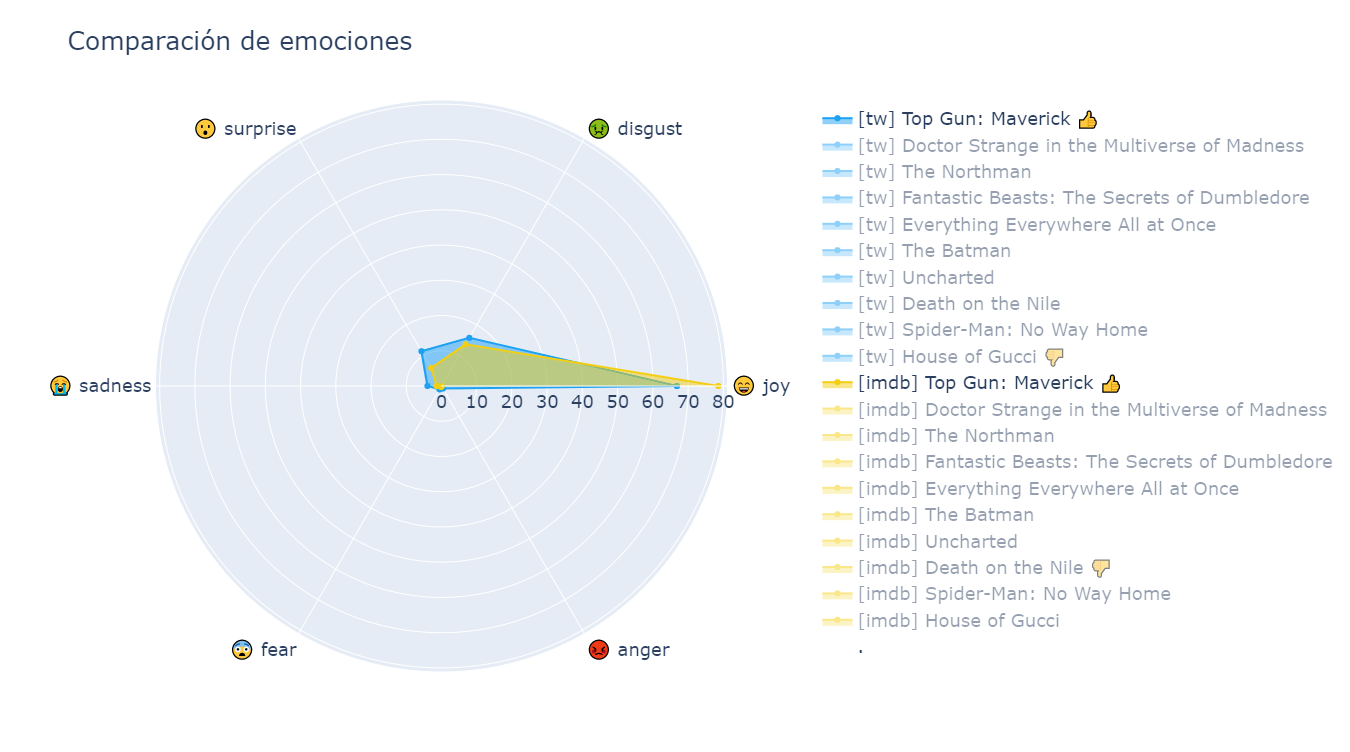 Comparación de emociones
😮 surprise
🤢 disgust
😭 sadness
😄 joy
0 10 20 30 40 50 60 70 80
😨 fear
😡 anger
[tw] Top Gun: Maverick 👍
[tw] Doctor Strange in the Multiverse of Madness
[tw] The Northman
[tw] Fantastic Beasts: The Secrets of Dumbledore
[tw] Everything Everywhere All at Once
[tw] The Batman
[tw] Uncharted
[tw] Death on the Nile
[tw] Spider-Man: No Way Home
[tw] House of Gucci 👎
[imdb] Top Gun: Maverick 👍
[imdb] Doctor Strange in the Multiverse of Madness
[imdb] The Northman
[imdb] Fantastic Beasts: The Secrets of Dumbledore
[imdb] Everything Everywhere All at Once
[imdb] The Batman
[imdb] Uncharted
[imdb] Death on the Nile 👎
[imdb] Spider-Man: No Way Home
[imdb] House of Gucci
.